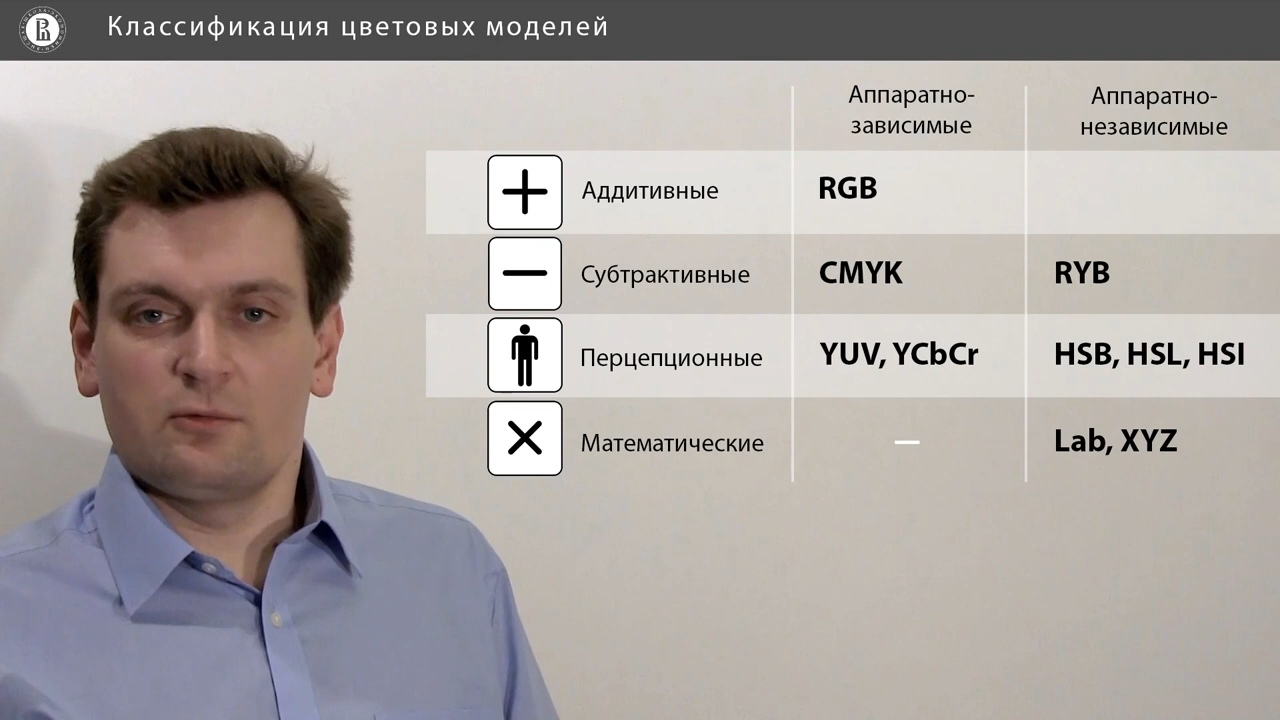 Классификация цветовых моделей
Аппаратно-
зависимые
Аппаратно-
независимые
Аддитивные
RGB
Субтрактивные
CMYK
RYB
Перцепционные
YUV, YCbCr
HSB, HSL, HSI
Математические
—
Lab, XYZ